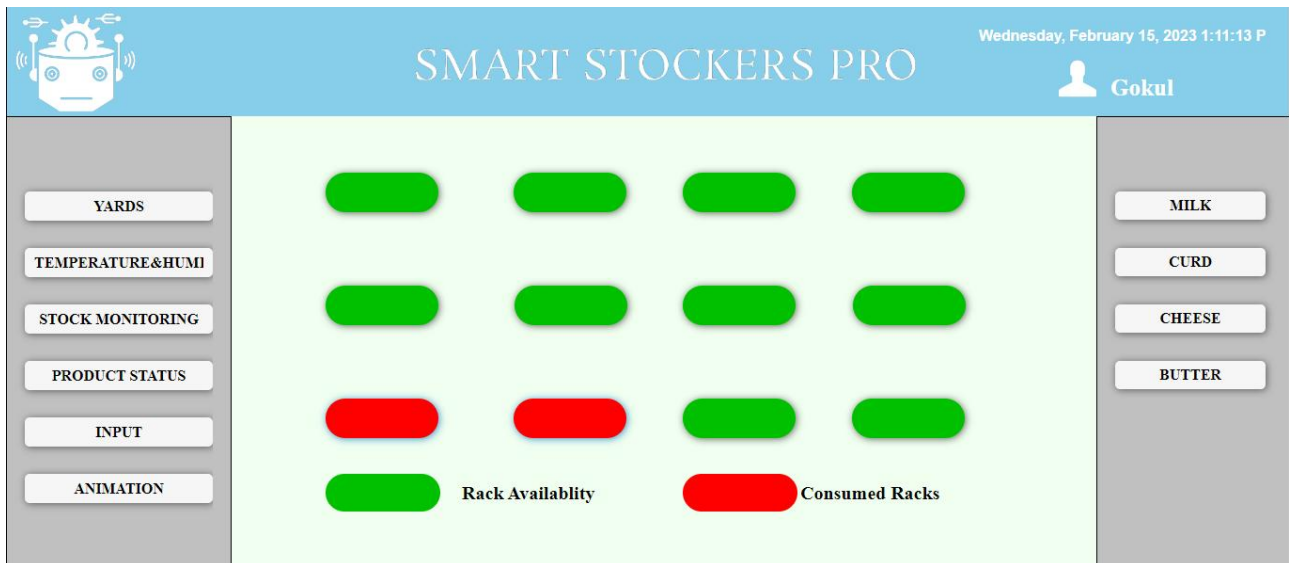 SMART STOCKERS PRO
Wednesday, February 15, 2023 1:11:13 P
Gokul
YARDS
TEMPERATURE&HUMI
STOCK MONITORING
PRODUCT STATUS
INPUT
ANIMATION
Rack Availablity
Consumed Racks
MILK
CURD
CHEESE
BUTTER